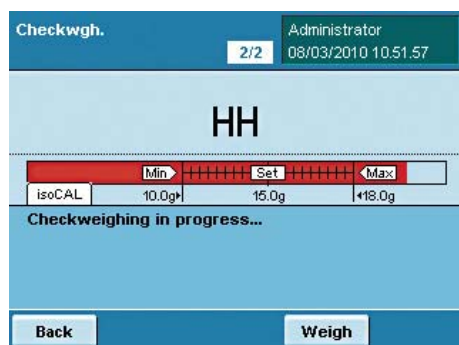 Checkwgh.
2/2
Administrator
08/03/2010 10.51.57
HH
Min Set Max
isoCAL 10.0g 15.0g 18.0g
Checkweighing in progress...
Back Weigh